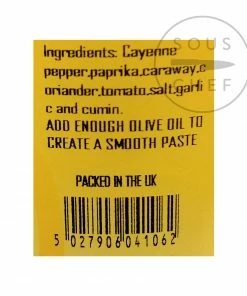 SOUS
CHEF
Ingredients: Cayenne
pepper,paprika,caraway,c
oriander,tomato,salt,garli
c and cumin.
ADD ENOUGH OLIVE OIL TO
CREATE A SMOOTH PASTE
PACKED IN THE UK
5 027906 041062